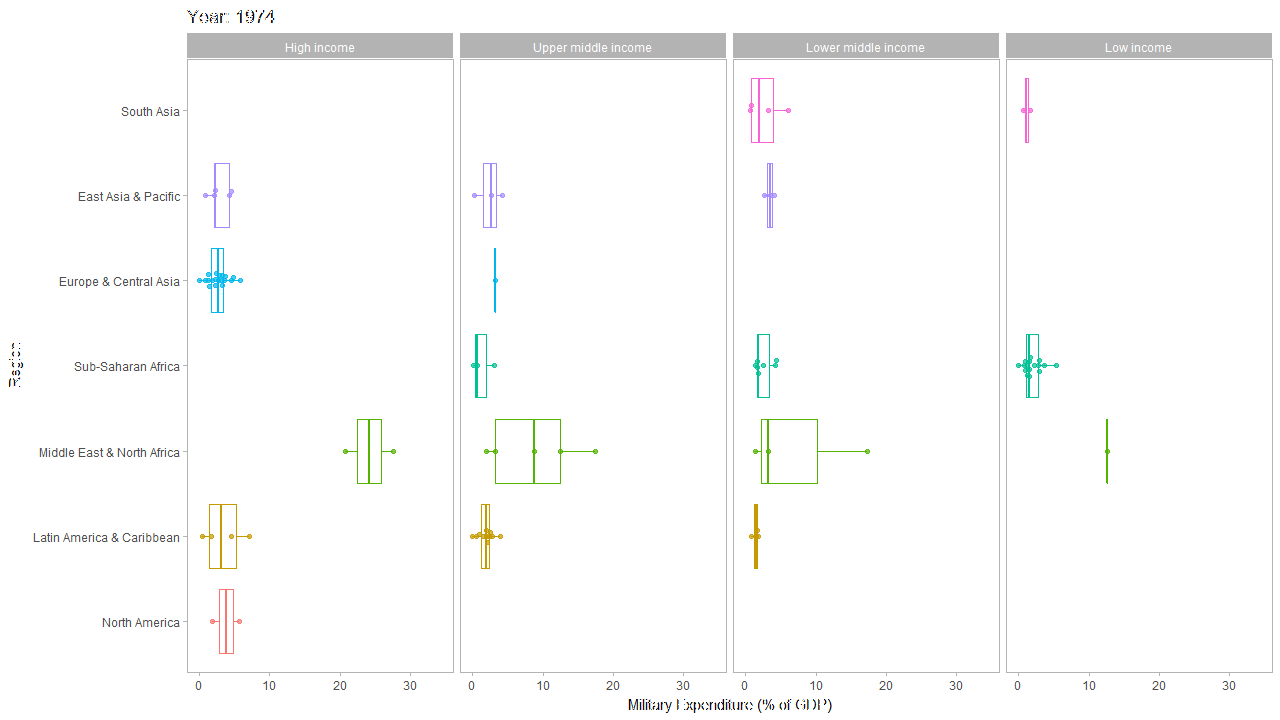 Year: 1974
High income
Upper middle income
Lower middle income
Low income
South Asia
East Asia & Pacific
Europe & Central Asia
Sub-Saharan Africa
Middle East & North Africa
Latin America & Caribbean
North America
Region
0 10 20 30
0 10 20 30
0 10 20 30
0 10 20 30
Military Expenditure (% of GDP)